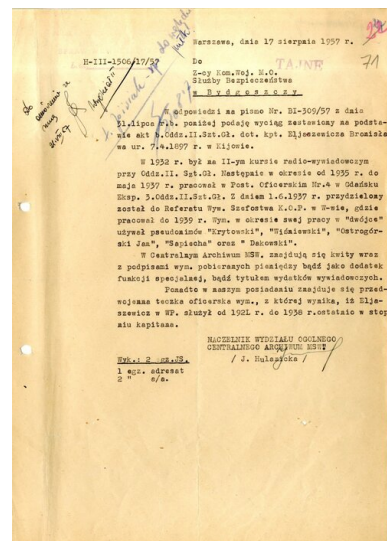 Warszawa, dnia 17 sierpnia 1957 r.
H-III-1506/17/57
Do
TAJNE
71
Z-cy Kom.Woj. M.O.
Służby Bezpieczeństwa
w Bydgoszczy
W odpowiedzi na pismo Nr. BI-309/57 z dnia
31.lipca r.b. poniżej podaję wyciąg zestawiony na podsta-
nie akt b.Oddz.II.Szt.Gł. dot. kpt. Eljaszewicza Bronisła
wa ur. 7.4.1897 r. w Kijowie.
W 1932 r. był na II-ym kursie radio-wywiadowczym
przy Oddz.II. Szt.Gł. Następnie w okresie od 1935 r. do
maja 1937 r. pracował w Post. Oficerskim Nr.4 w Gdańsku
Eksp. 3.Oddz.II.Szt.Gł. Z dniem 1.6.1937 r. przydzielony
został do Referatu Wyw. Szefostwa K.O.P. w W-wie, gdzie
pracował do 1939 r. Wym. w okresie swej pracy w "dwójce"
używał pseudonimów "Krytowski", "Widniewski", "Ostrogór-
ski Jan", "Sapiecha" oraz " Dakowski".
W Centralnym Archiwum MSW. znajdują się kwity wraz
z podpisami wym. pobieranych pieniędzy bądź jako dodatek
funkcji specjalnej, bądź tytułem wydatków wywiadowczych.
Ponadto w naszym posiadaniu znajduje się przed-
wojenna teczka oficerska wym., z której wynika, iż Elja-
szewicz w WP. służył od 1921 r. do 1938 r.ostatnio w stop
niu kapitana.
NACZELNIK WYDZIAŁU OGÓLNEGO
CENTRALNEGO ARCHIWUM MSWT
/ J. Hulanicka /
Wyk.: 2 egz.JS.
1 egz. adresat
2 " a/a.